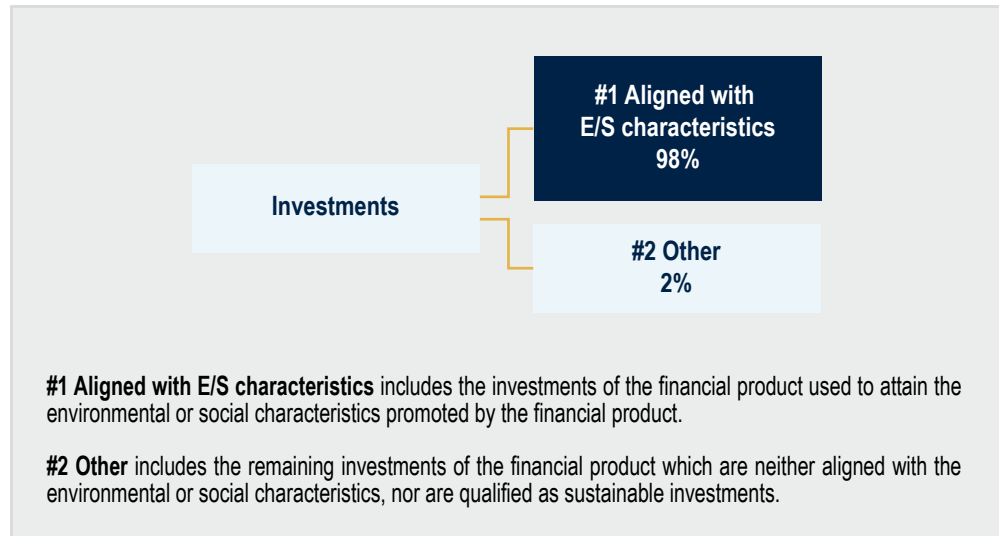 #1 Aligned with
E/S characteristics
98%
Investments
#2 Other
2%
#1 Aligned with E/S characteristics includes the investments of the financial product used to attain the
environmental or social characteristics promoted by the financial product.
#2 Other includes the remaining investments of the financial product which are neither aligned with the
environmental or social characteristics, nor are qualified as sustainable investments.